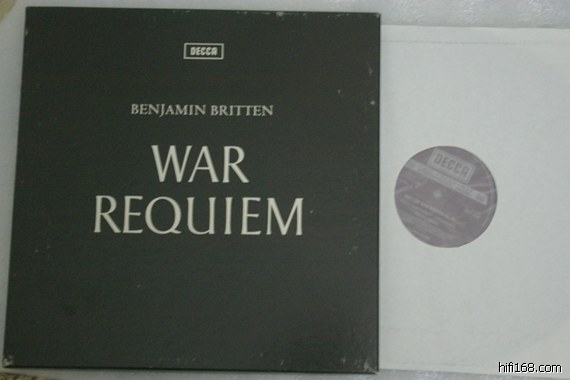 DECCA
BENJAMIN BRITTEN
WAR
REQUIEM
DECCA
hifi168.com